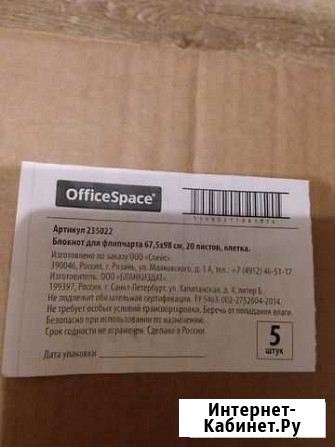 OfficeSpace®
Артикул 235022
Блокнот для флипчарта 67,5х98 см, 20 листов, клетка.
Изготовлено по заказу ООО «Спейс»
390046, Россия, г. Рязань, ул. Маяковского, д. 1 А, тел.: +7 (4912) 46-53-17.
Изготовитель: ООО «БЛАНКИЗДАТ»
199397, Россия, г. Санкт-Петербург, ул. Капитанская, д. 4, литер Б.
Не подлежит обязательной сертификации. ГУ 5463-002-2752604-2014.
Не требует особых условий транспортировки. Беречь от попадания влаги.
Безопасно при использовании по назначению.
Срок годности не ограничен. Сделано в России.
Дата упаковки
5
штук
Интернет-
Кабинет.Ру